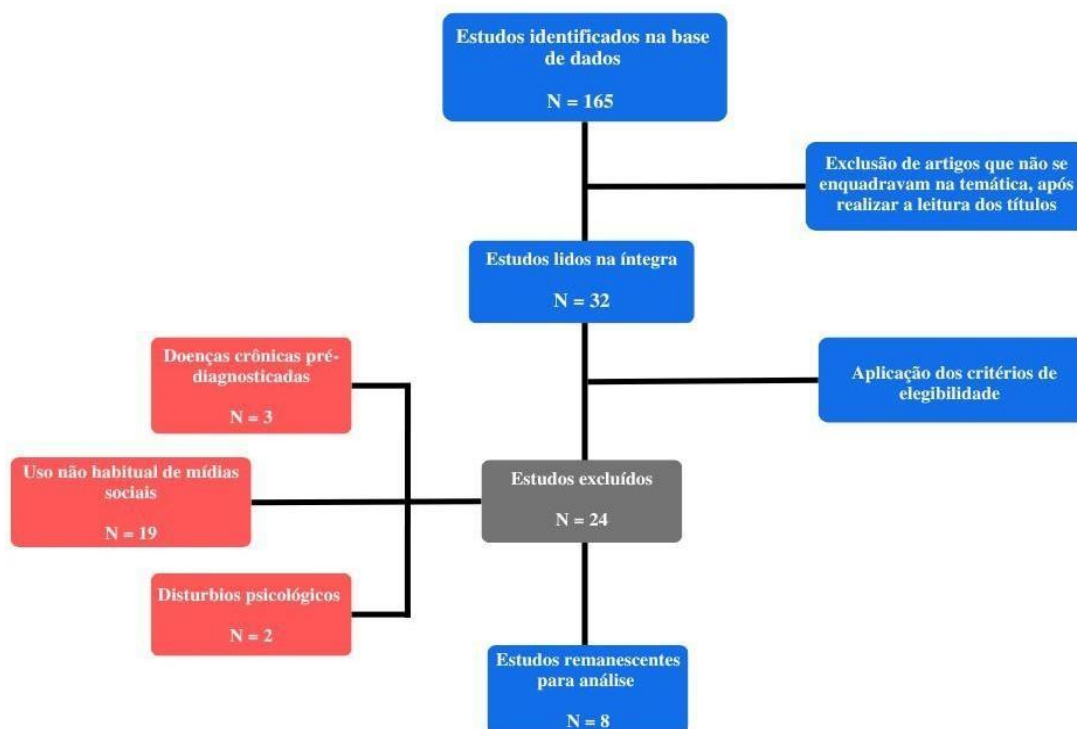 Estudos identificados na base
de dados
N = 165
Exclusão de artigos que não se
enquadravam na temática, após
realizar a leitura dos títulos
Estudos lidos na íntegra
N = 32
Aplicação dos critérios de
elegibilidade
Doenças crônicas pré-
diagnosticadas
N = 3
Uso não habitual de mídias
sociais
N = 19
Estudos excluídos
N = 24
Disturbios psicológicos
N = 2
Estudos remanescentes
para análise
N = 8